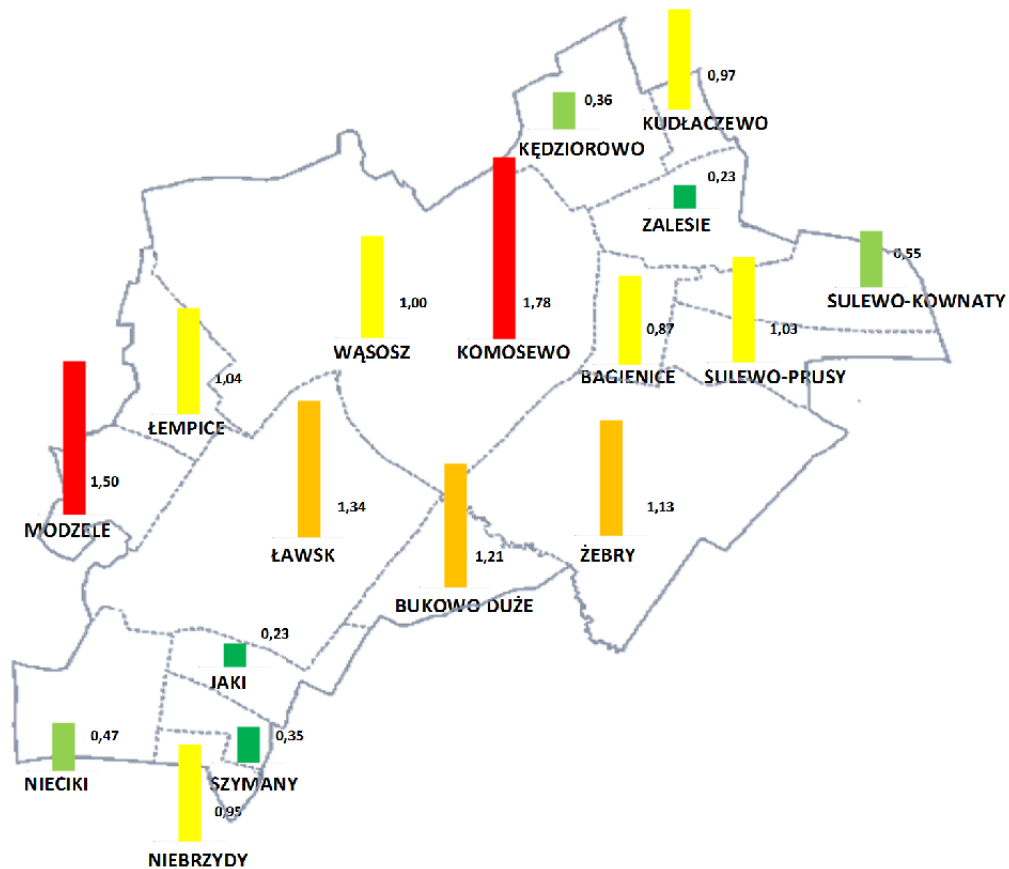 0,97
KUDŁACZEWO
0,36
KĘDZIOROWO
0,23
ZALESIE
0,55
SULEWO-KOWNATY
1,00
WĄSOSZ
1,78
KOMOSEWO
0,87
BAGIENICE
1,03
SULEWO-PRUSY
1,04
ŁEMPICE
1,50
MODZELE
1,34
ŁAWSK
1,21
BUKOWO DUŻE
1,13
ŻEBRY
0,23
JAKI
0,47
NIEĆIKI
0,35
SZYMANY
0,95
NIEBRZYDY